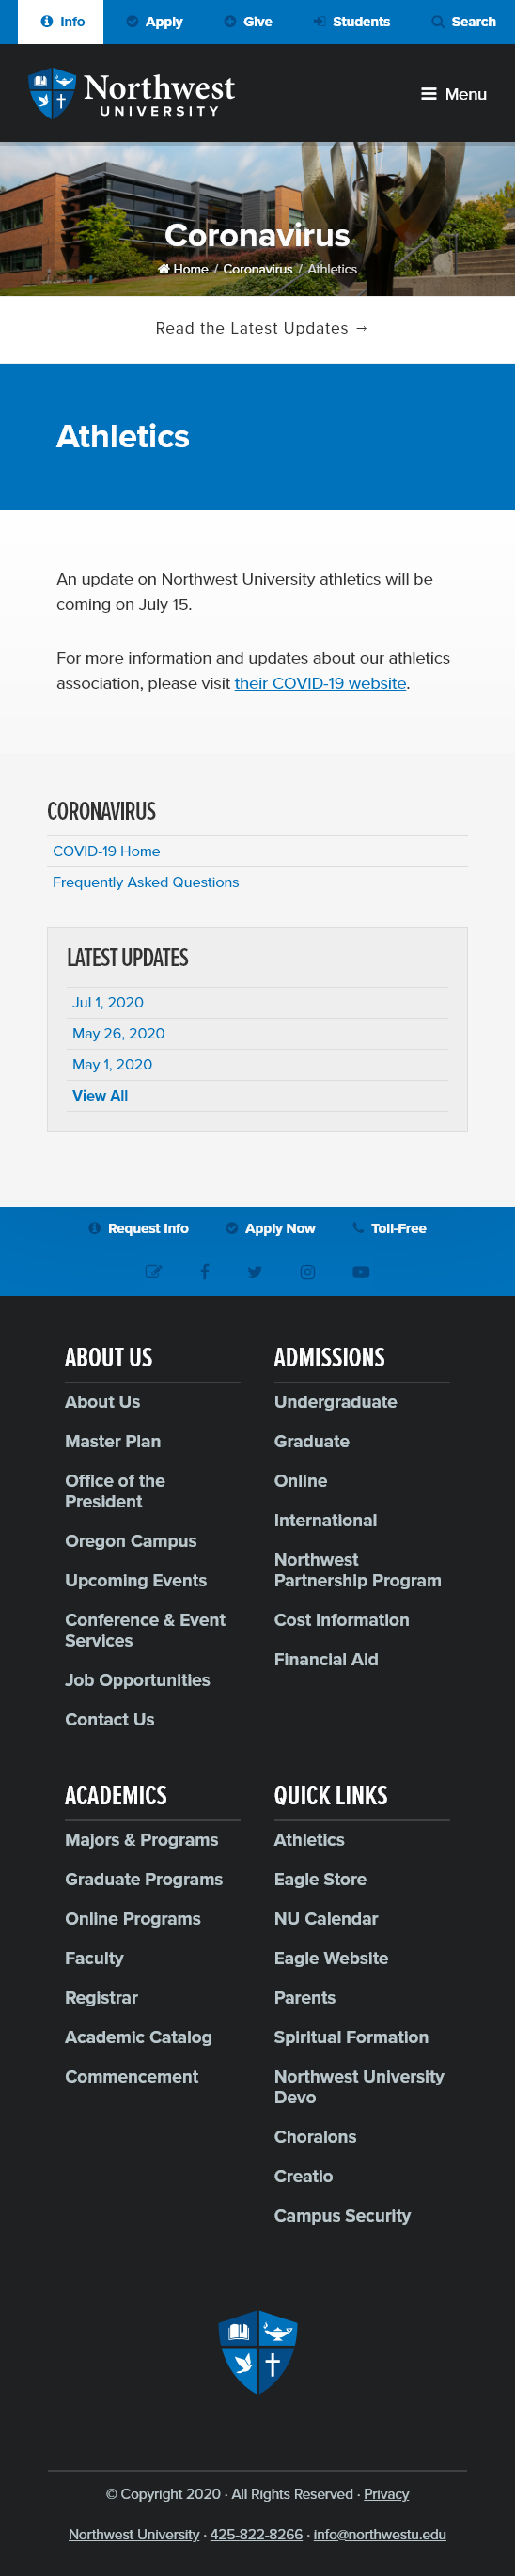 Info Apply Give Students Search
Northwest
UNIVERSITY
Menu
Coronavirus
Home / Coronavirus / Athletics
Read the Latest Updates →
Athletics
An update on Northwest University athletics will be
coming on July 15.
For more information and updates about our athletics
association, please visit their COVID-19 website.
CORONAVIRUS
COVID-19 Home
Frequently Asked Questions
LATEST UPDATES
Jul 1, 2020
May 26, 2020
May 1, 2020
View All
Request Info Apply Now Toll-Free
ABOUT US
About Us
Master Plan
Office of the
President
Oregon Campus
Upcoming Events
Conference & Event
Services
Job Opportunities
Contact Us
ADMISSIONS
Undergraduate
Graduate
Online
International
Northwest
Partnership Program
Cost Information
Financial Aid
ACADEMICS
Majors & Programs
Graduate Programs
Online Programs
Faculty
Registrar
Academic Catalog
Commencement
QUICK LINKS
Athletics
Eagle Store
NU Calendar
Eagle Website
Parents
Spiritual Formation
Northwest University
Devo
Choralons
Creatio
Campus Security
© Copyright 2020 · All Rights Reserved · Privacy
Northwest University · 425-822-8266 · info@northwestu.edu